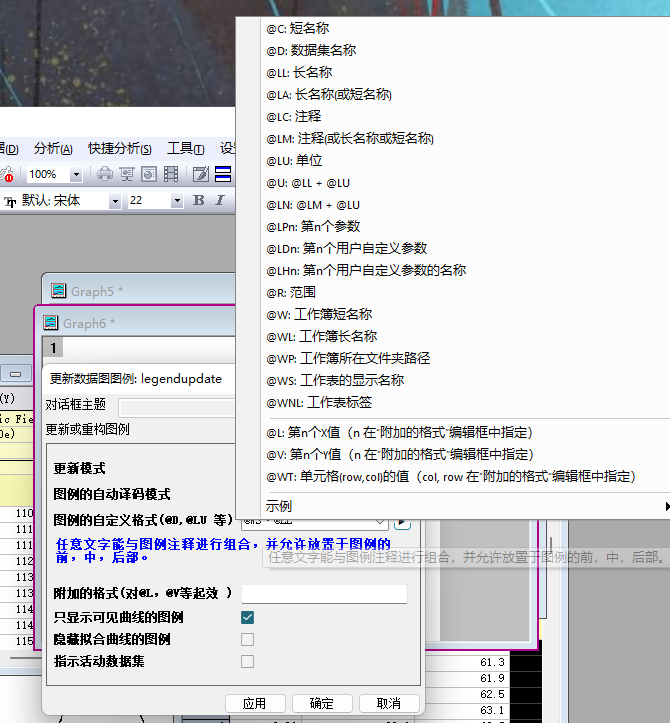 @C: 短名称
@D: 数据集名称
@LL: 长名称
@LA: 长名称(或短名称)
@LC: 注释
@LM: 注释(或长名称或短名称)
@LU: 单位
@U: @LL + @LU
@LN: @LM + @LU
@LPn: 第n个参数
@LDn: 第n个用户自定义参数
@LHn: 第n个用户自定义参数的名称
@R: 范围
@W: 工作簿短名称
@WL: 工作簿长名称
@WP: 工作簿所在文件夹路径
@WS: 工作表的显示名称
@WNL: 工作表标签
@L: 第n个X值（n 在"附加的格式"编辑框中指定）
@V: 第n个Y值（n 在"附加的格式"编辑框中指定）
@WT: 单元格(row,col)的值（col, row 在"附加的格式"编辑框中指定）
示例
(D) 分析(A) 快捷分析(S) 工具(T) 设
100%
默认: 宋体 22 B I
Graph5 *
Graph6 *
1
更新数据图图例: legendupdate
对话框主题
更新或重构图例
更新模式
图例的自动译码模式
图例的自定义格式(@D,@LU 等)
任意文字能与图例注释进行组合，并允许放置于图例的
前，中，后部。
任意文字能与图例注释进行组合，并允许放置于图例的前，中，后部。
附加的格式(对@L，@V等起效 )
只显示可见曲线的图例
隐藏拟合曲线的图例
指示活动数据集
应用 确定 取消
(Y)
ic Fie
Oe)
110
111
112
113
113
114
114
115
61.3
61.9
62.5
63.1